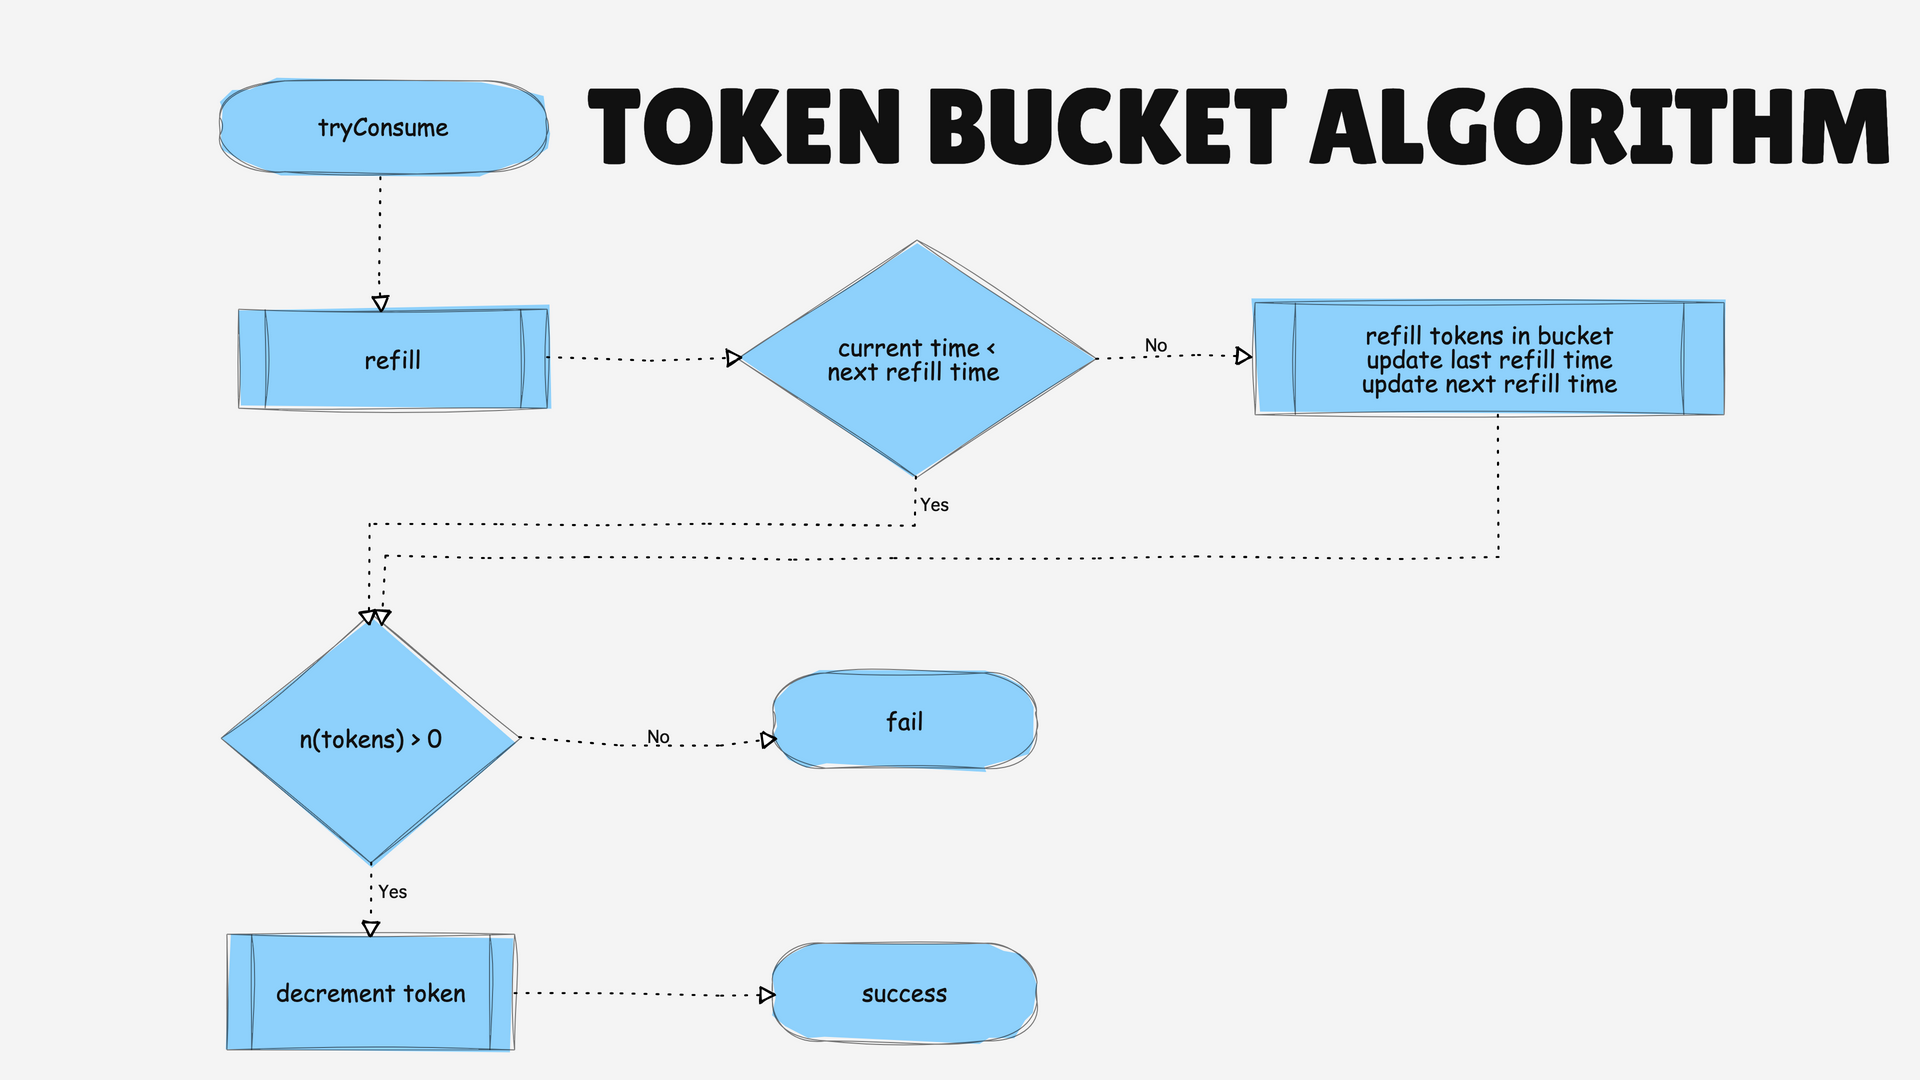 TOKEN BUCKET ALGORITHM
tryConsume
refill
current time <
next refill time
No
refill tokens in bucket
update last refill time
update next refill time
Yes
n(tokens) > 0
No
fail
Yes
decrement token
success